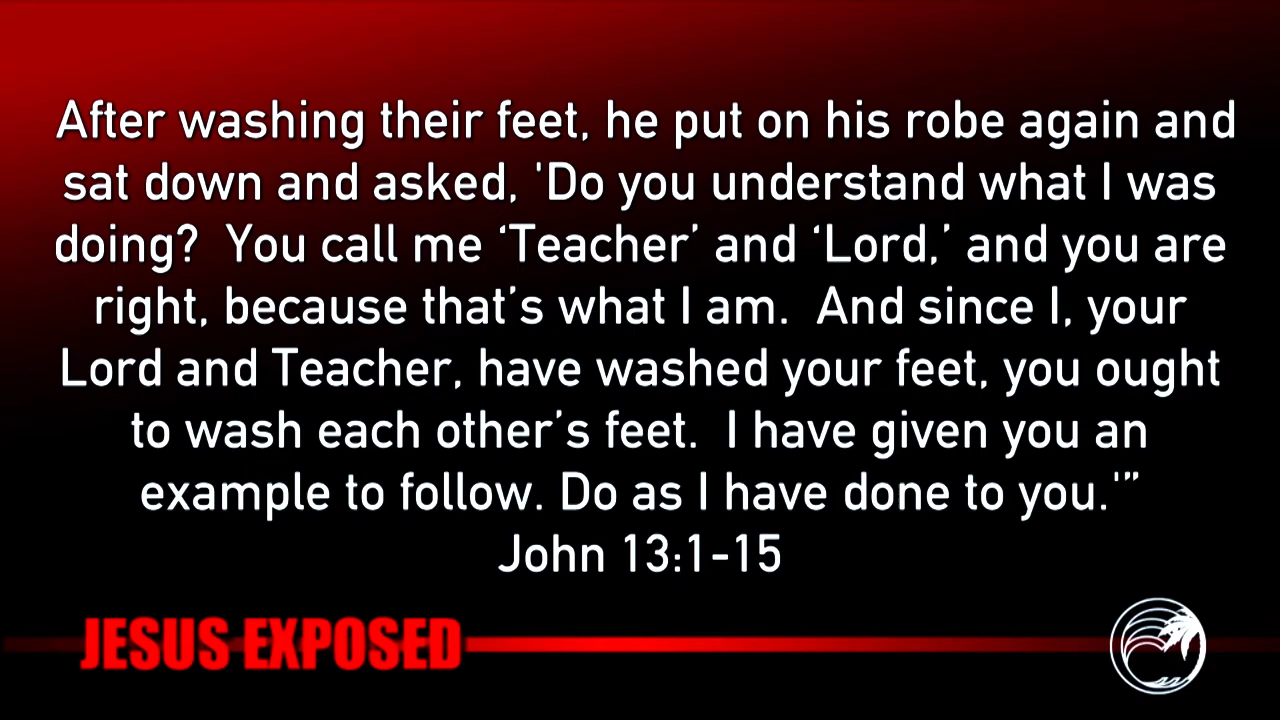 After washing their feet, he put on his robe again and
sat down and asked, 'Do you understand what I was
doing?  You call me ‘Teacher’ and ‘Lord,’ and you are
right, because that’s what I am.  And since I, your
Lord and Teacher, have washed your feet, you ought
to wash each other’s feet.  I have given you an
example to follow. Do as I have done to you.'”
John 13:1-15
JESUS EXPOSED